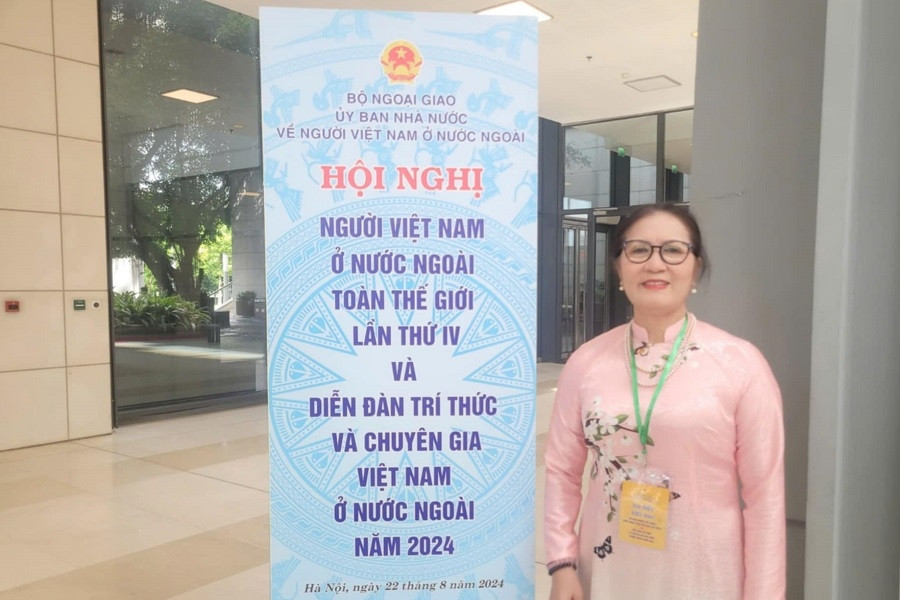 BỘ NGOẠI GIAO
ỦY BAN NHÀ NƯỚC
VỀ NGƯỜI VIỆT NAM Ở NƯỚC NGOÀI
HỘI NGHỊ
NGƯỜI VIỆT NAM
Ở NƯỚC NGOÀI
TOÀN THẾ GIỚI
LẦN THỨ IV
VÀ
DIỄN ĐÀN TRÍ THỨC
VÀ CHUYÊN GIA
VIỆT NAM
Ở NƯỚC NGOÀI
NĂM 2024
Hà Nội, ngày 22 tháng 8 năm 2024